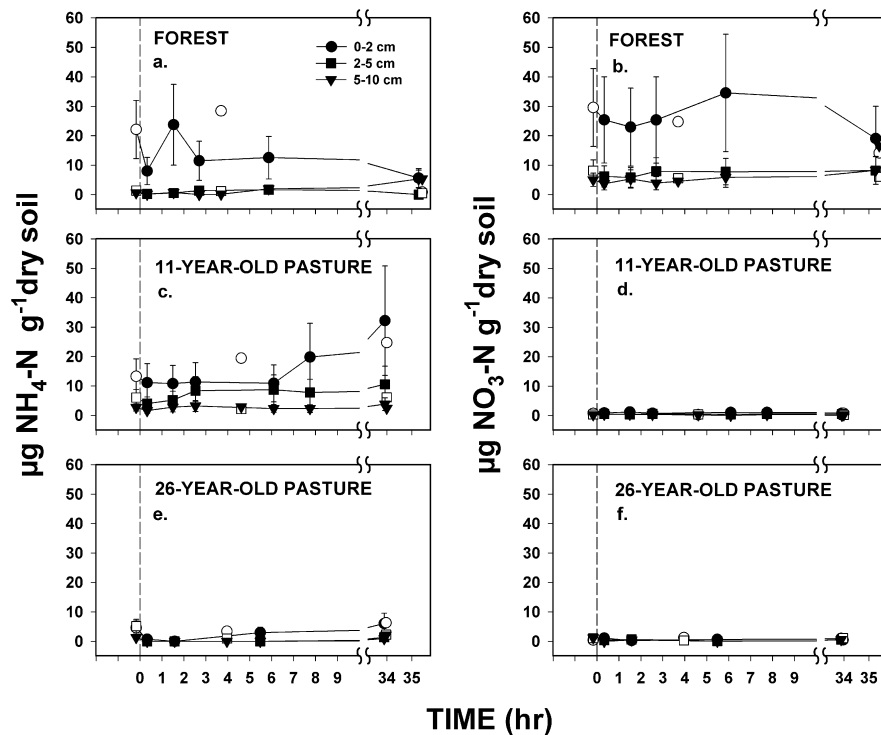 60
50
40
30
20
10
0
FOREST
a.
0-2 cm
2-5 cm
5-10 cm
60
50
40
30
20
10
0
FOREST
b.
60
50
40
30
20
10
0
11-YEAR-OLD PASTURE
c.
60
50
40
30
20
10
0
11-YEAR-OLD PASTURE
d.
60
50
40
30
20
10
0
26-YEAR-OLD PASTURE
e.
60
50
40
30
20
10
0
26-YEAR-OLD PASTURE
f.
0 1 2 3 4 5 6 7 8 9 34 35
0 1 2 3 4 5 6 7 8 9 34 35
µg NH4-N g-1dry soil
µg NO3-N g-1dry soil
TIME (hr)